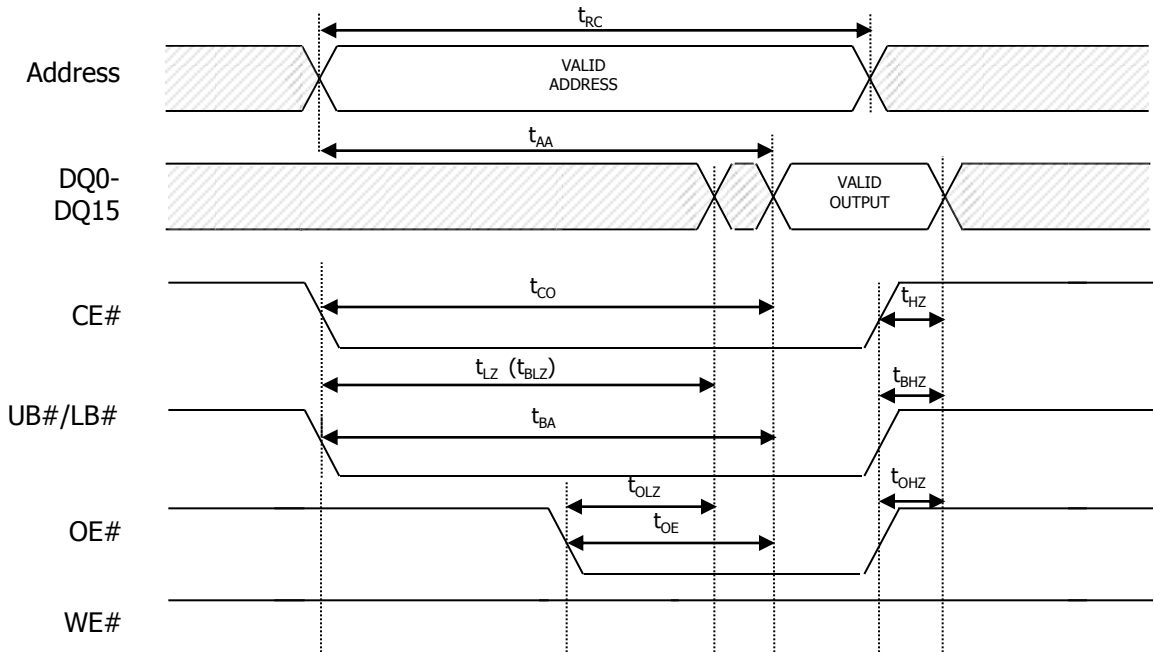 tRC
Address
VALID
ADDRESS
tAA
DQ0-
DQ15
VALID
OUTPUT
CE#
tCO
tHZ
tLZ (tBLZ)
tBHZ
UB#/LB#
tBA
tOLZ
tOHZ
OE#
tOE
WE#